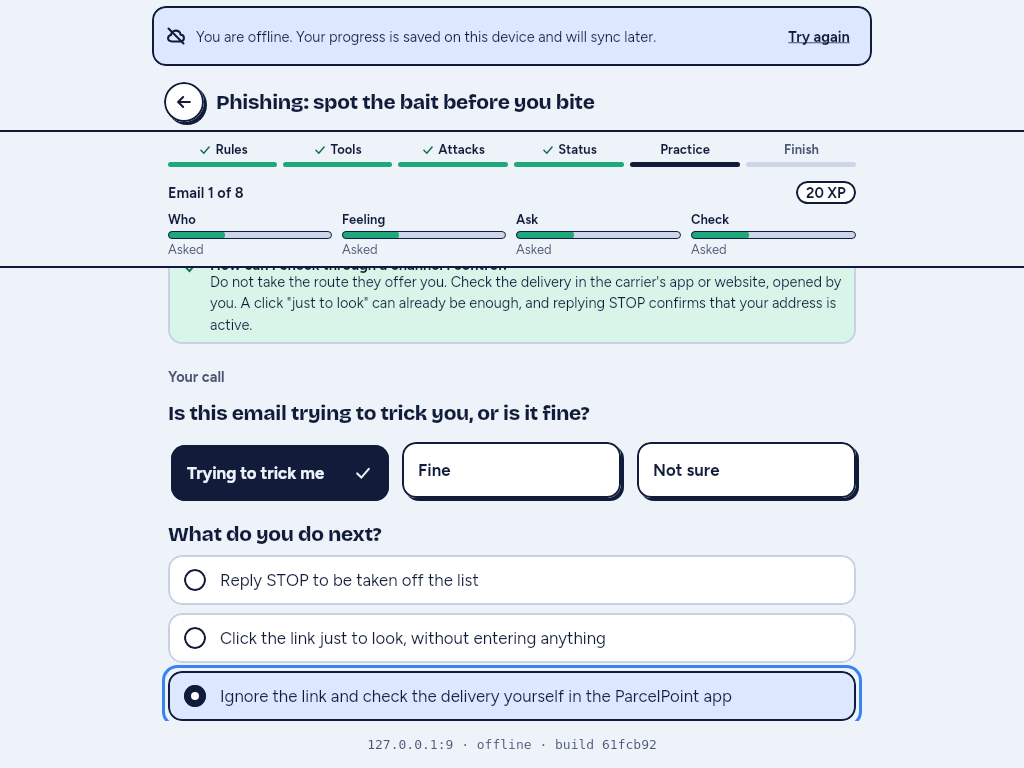 You are offline. Your progress is saved on this device and will sync later.
Try again
Phishing: spot the bait before you bite
Rules
Tools
Attacks
Status
Practice
Finish
Email 1 of 8
20 XP
Who
Feeling
Ask
Check
Asked
Asked
Asked
Asked
How can I check through a channel I control?
Do not take the route they offer you. Check the delivery in the carrier's app or website, opened by
you. A click "just to look" can already be enough, and replying STOP confirms that your address is
active.
Your call
Is this email trying to trick you, or is it fine?
Trying to trick me
Fine
Not sure
What do you do next?
Reply STOP to be taken off the list
Click the link just to look, without entering anything
Ignore the link and check the delivery yourself in the ParcelPoint app
127.0.0.1:9 · offline · build 61fcb92